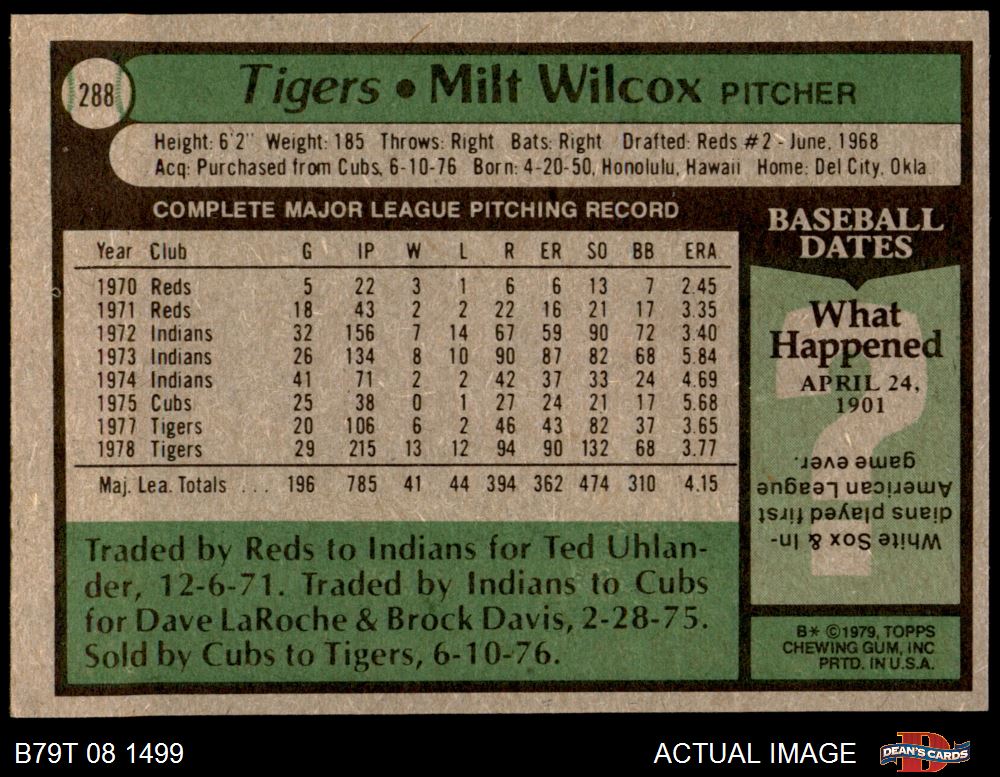 288
Tigers • Milt Wilcox PITCHER
Height: 6'2" Weight: 185 Throws: Right Bats: Right Drafted: Reds #2 - June, 1968
Acq: Purchased from Cubs, 6-10-76 Born: 4-20-50, Honolulu, Hawaii Home: Del City, Okla
COMPLETE MAJOR LEAGUE PITCHING RECORD
Year Club G IP W L R ER SO BB ERA
1970 Reds 5 22 3 1 6 6 13 7 2.45
1971 Reds 18 43 2 2 22 16 21 17 3.35
1972 Indians 32 156 7 14 67 59 90 72 3.40
1973 Indians 26 134 8 10 90 87 82 68 5.84
1974 Indians 41 71 2 2 42 37 33 24 4.69
1975 Cubs 25 38 0 1 27 24 21 17 5.68
1977 Tigers 20 106 6 2 46 43 82 37 3.65
1978 Tigers 29 215 13 12 94 90 132 68 3.77
Maj. Lea. Totals ... 196 785 41 44 394 362 474 310 4.15
Traded by Reds to Indians for Ted Uhlan-
der, 12-6-71. Traded by Indians to Cubs
for Dave LaRoche & Brock Davis, 2-28-75.
Sold by Cubs to Tigers, 6-10-76.
BASEBALL
DATES
What
Happened
APRIL 24,
1901
White Sox & In-
dians played first
American League
game ever.
B* ©1979, TOPPS
CHEWING GUM, INC
PRTD. IN U.S.A.
B79T 08 1499
ACTUAL IMAGE
D
DEAN'S CARDS